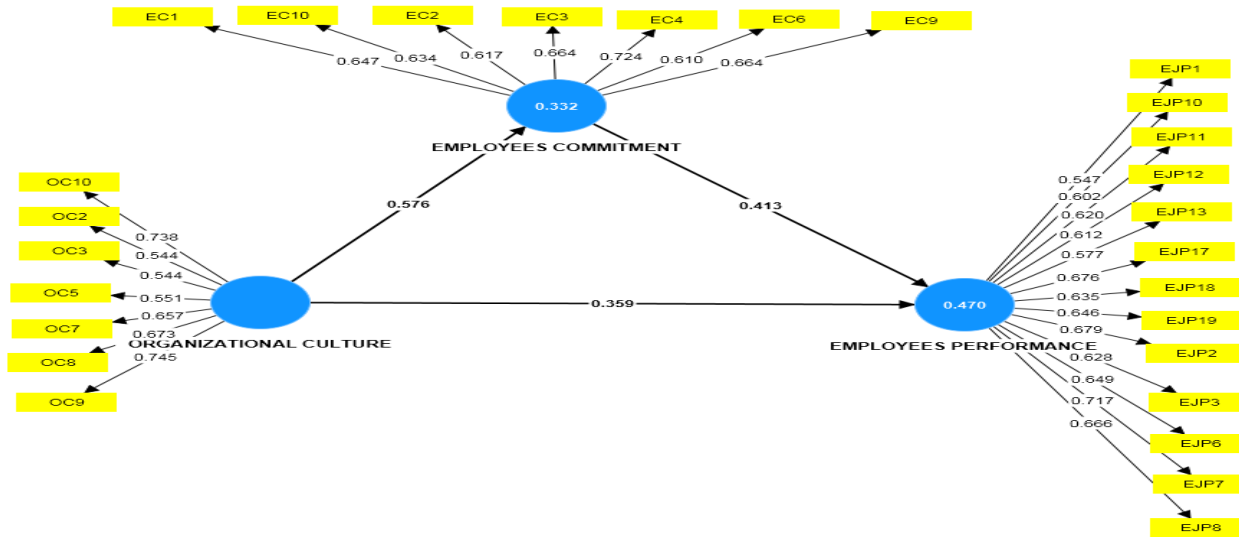 EC1
EC10
EC2
EC3
EC4
EC6
EC9
0.647
0.634
0.617
0.664
0.724
0.610
0.664
0.332
EMPLOYEES COMMITMENT
0.576
0.413
OC10
OC2
OC3
OC5
OC7
OC8
OC9
0.738
0.544
0.544
0.551
0.657
0.673
0.745
ORGANIZATIONAL CULTURE
0.359
0.470
EMPLOYEES PERFORMANCE
0.547
0.602
0.620
0.612
0.577
0.676
0.635
0.646
0.679
0.628
0.649
0.717
0.666
EJP1
EJP10
EJP11
EJP12
EJP13
EJP17
EJP18
EJP19
EJP2
EJP3
EJP6
EJP7
EJP8